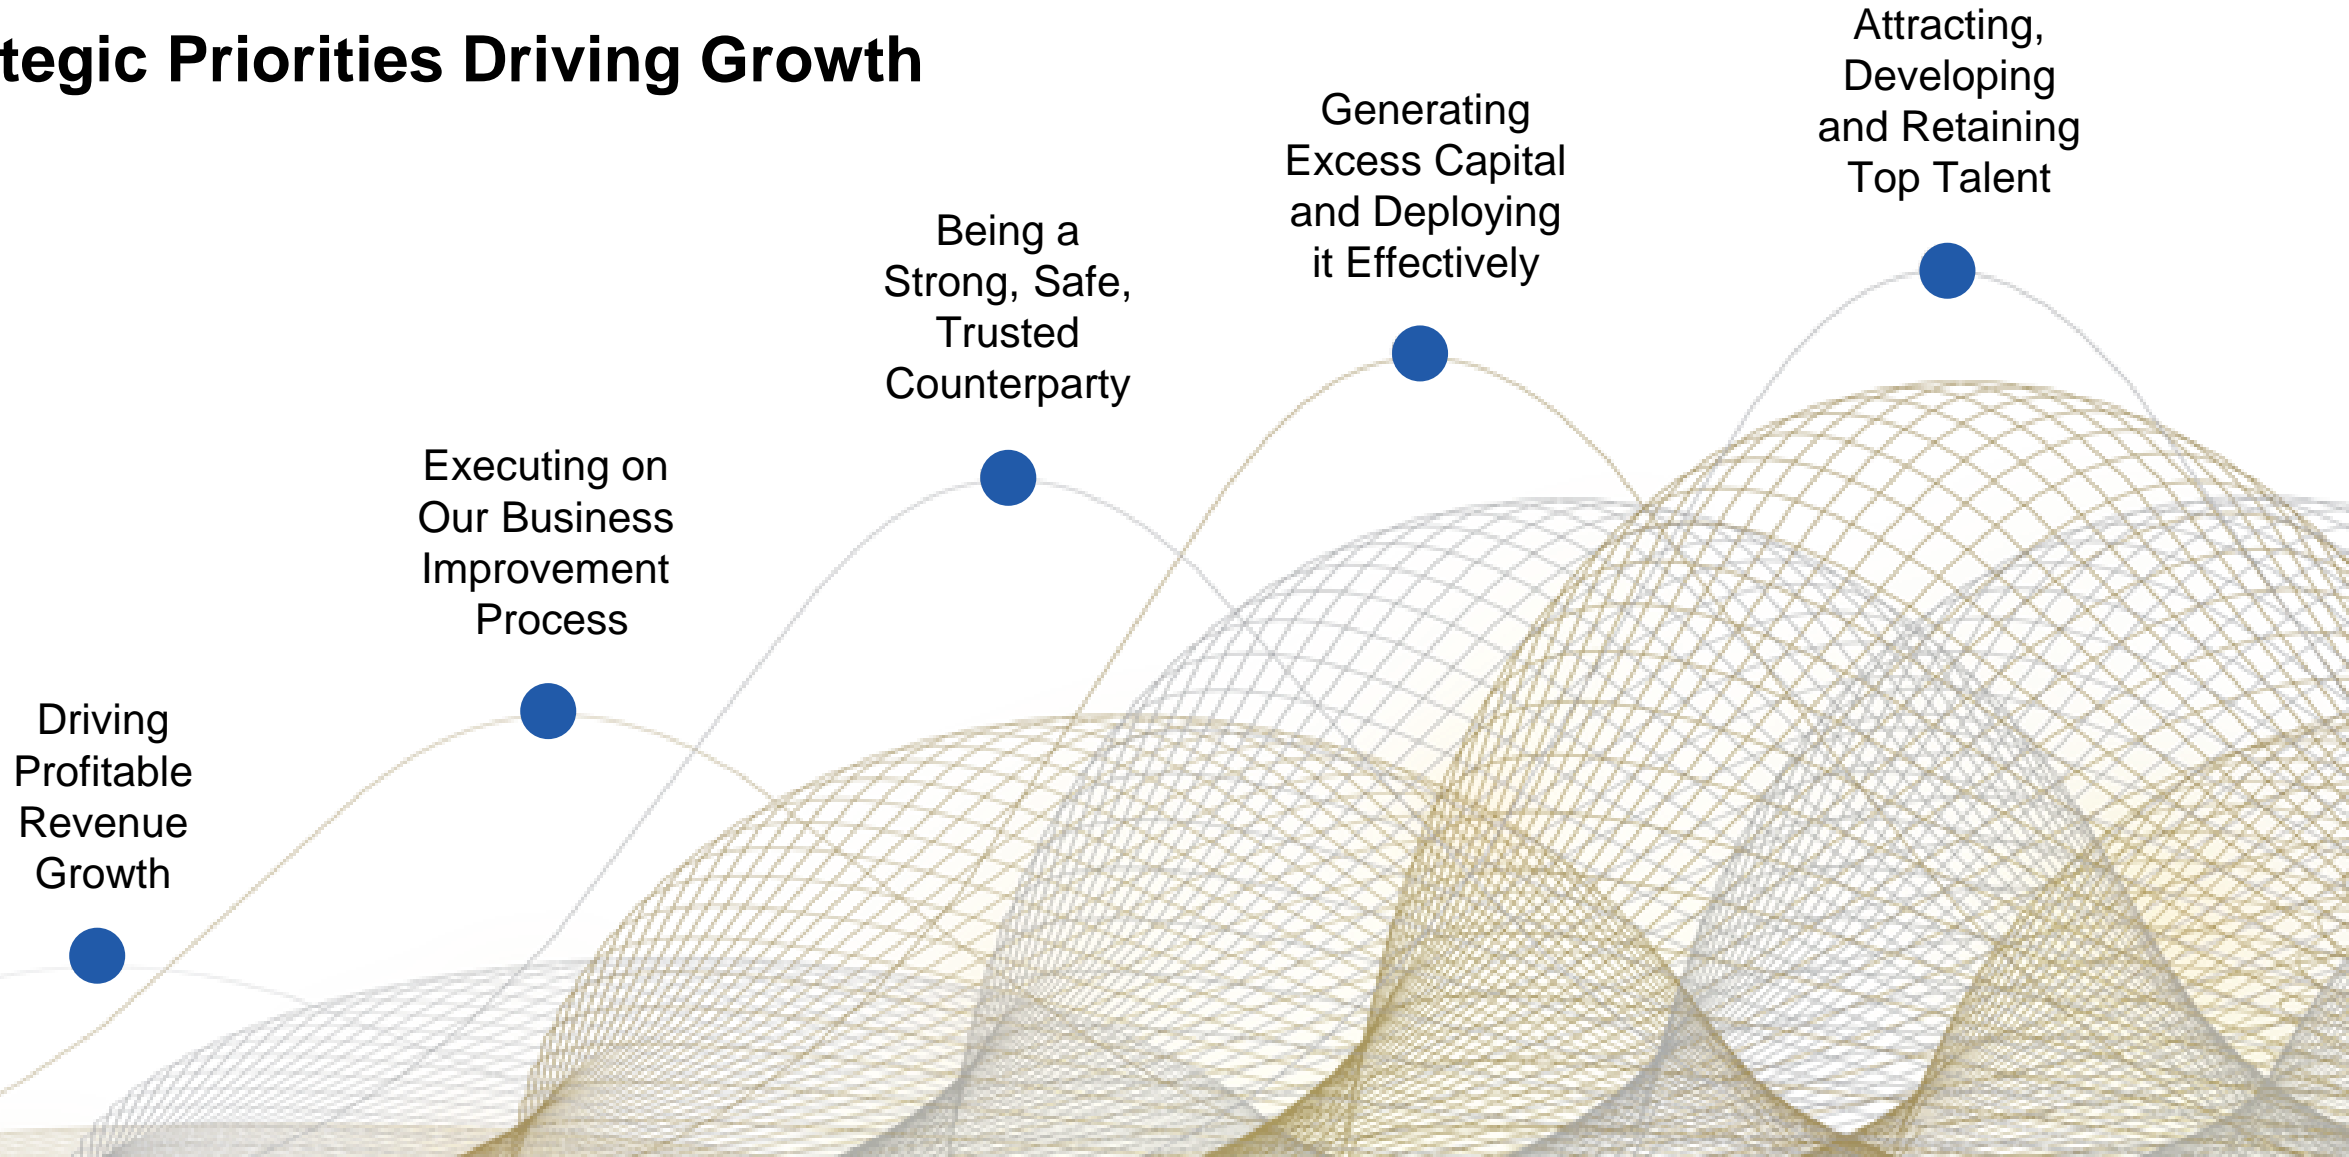 tegic Priorities Driving Growth
Driving
Profitable
Revenue
Growth
Executing on
Our Business
Improvement
Process
Being a
Strong, Safe,
Trusted
Counterparty
Generating
Excess Capital
and Deploying
it Effectively
Attracting,
Developing
and Retaining
Top Talent